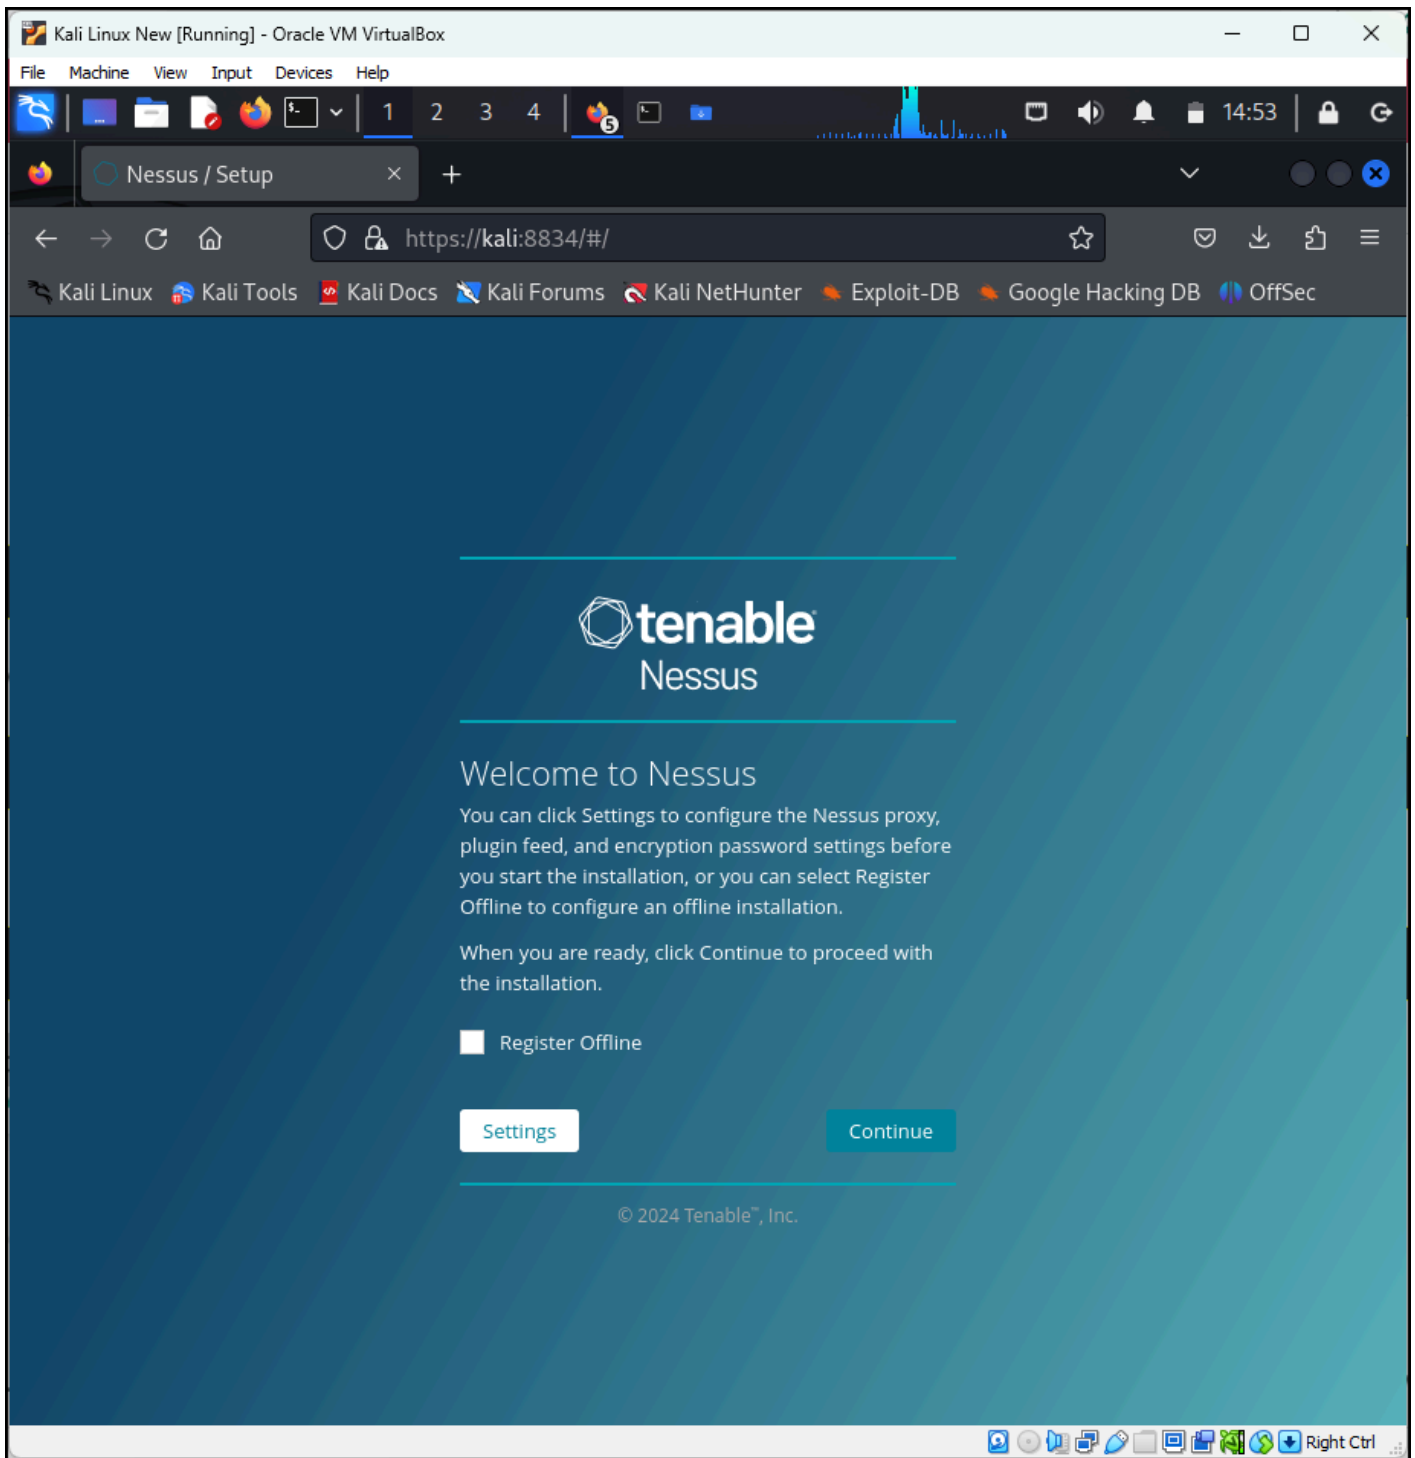 Kali Linux New [Running] - Oracle VM VirtualBox
File Machine View Input Devices Help
1 2 3 4 5 14:53
Nessus / Setup
https://kali:8834/#/
Kali Linux Kali Tools Kali Docs Kali Forums Kali NetHunter Exploit-DB Google Hacking DB OffSec
tenable
Nessus
Welcome to Nessus
You can click Settings to configure the Nessus proxy,
plugin feed, and encryption password settings before
you start the installation, or you can select Register
Offline to configure an offline installation.
When you are ready, click Continue to proceed with
the installation.
Register Offline
Settings Continue
© 2024 Tenable™, Inc.
Right Ctrl